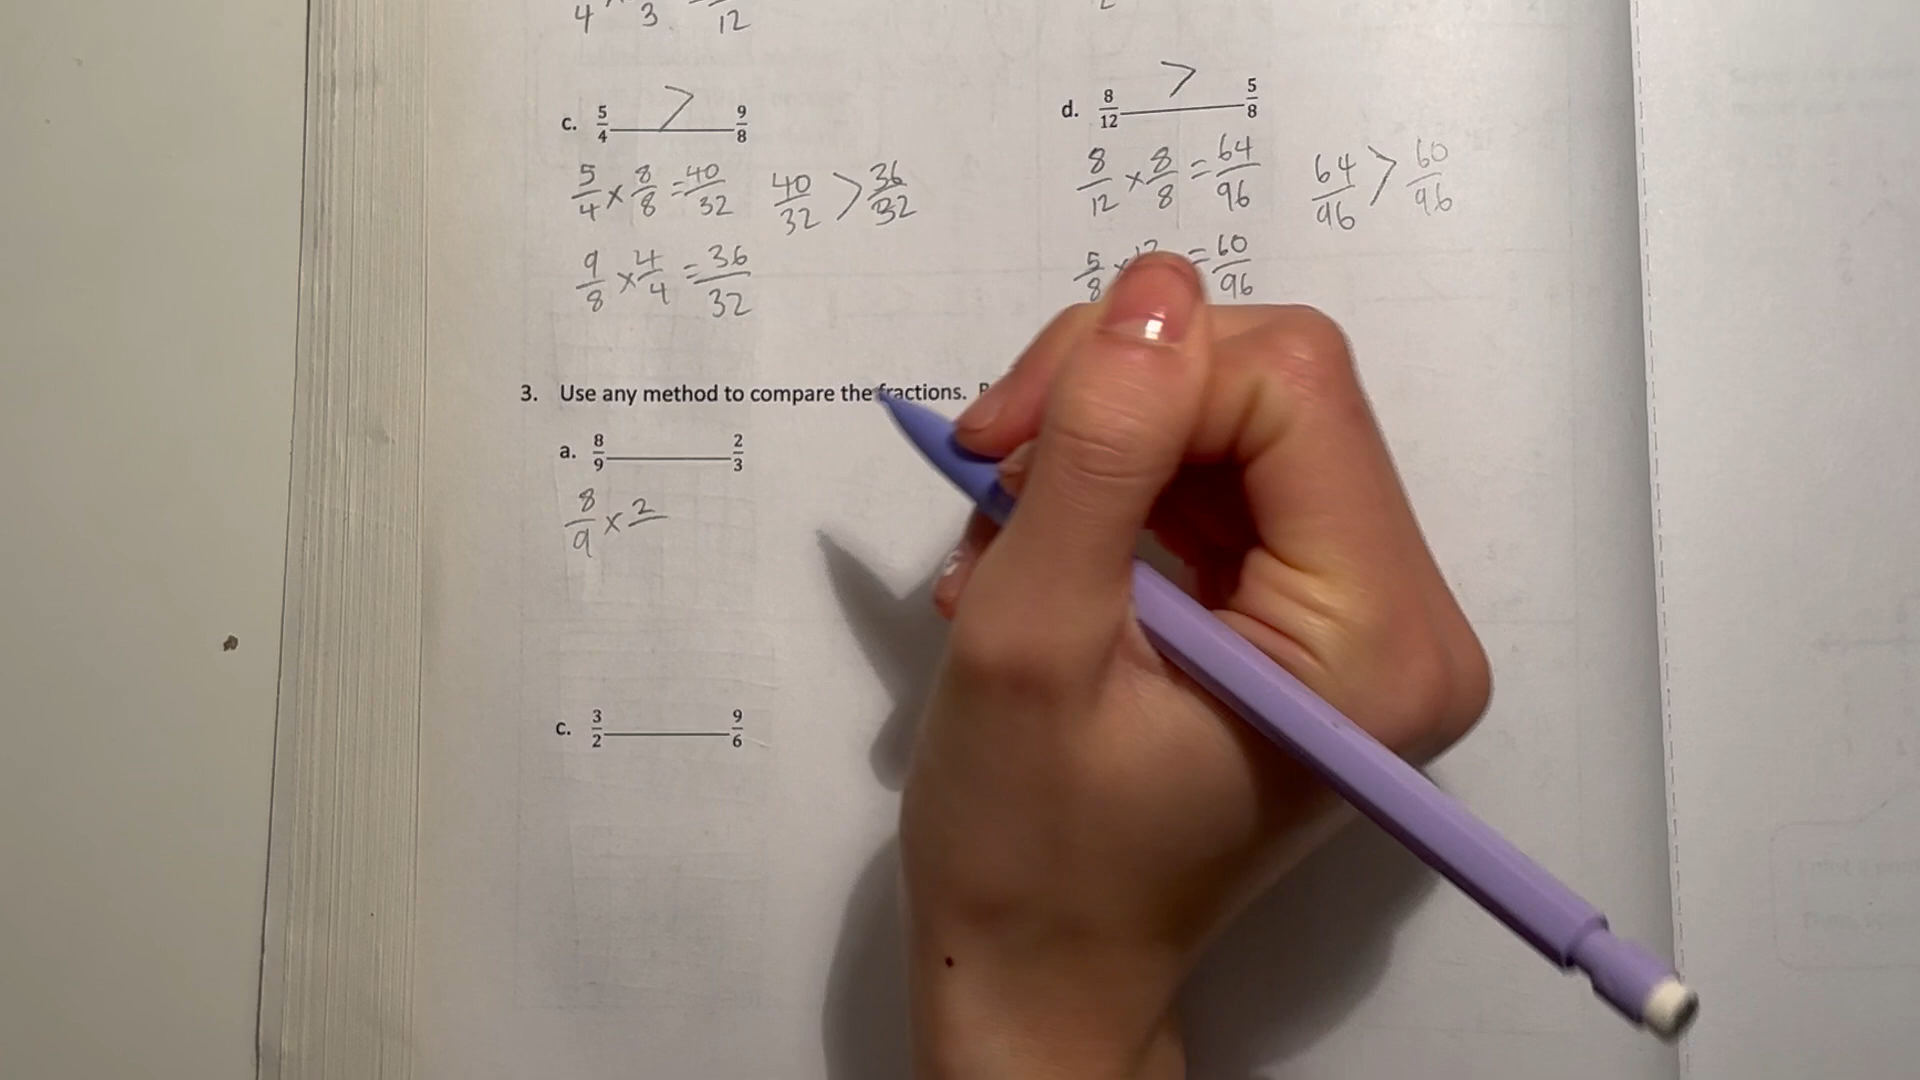 4 × 3 12
c. 5/4 > 9/8
5/4 × 8/8 = 40/32 40/32 > 36/32
9/8 × 4/4 = 36/32
d. 8/12 > 5/8
8/12 × 8/8 = 64/96 64/96 > 60/96
5/8 × 12 = 60/96
3. Use any method to compare the fractions.
a. 8/9 2/3
8/9 × 2
c. 3/2 9/6